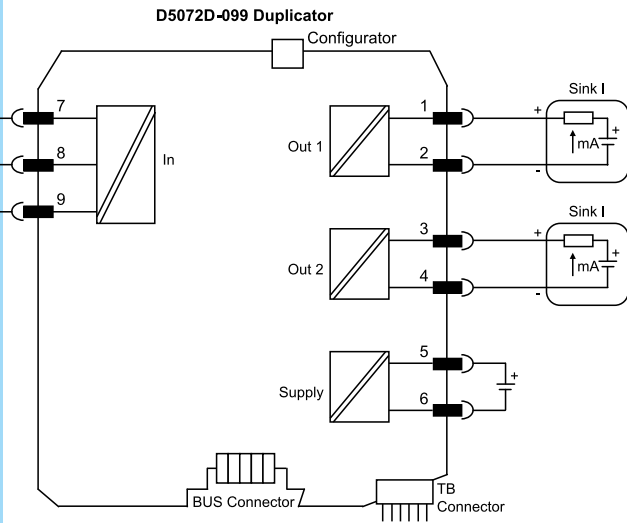 D5072D-099 Duplicator
Configurator
7
8
9
In
Out 1
1
2
Sink I
+
mA
+
-
Out 2
3
4
Sink I
+
mA
+
-
Supply
5
6
+
BUS Connector
TB
Connector